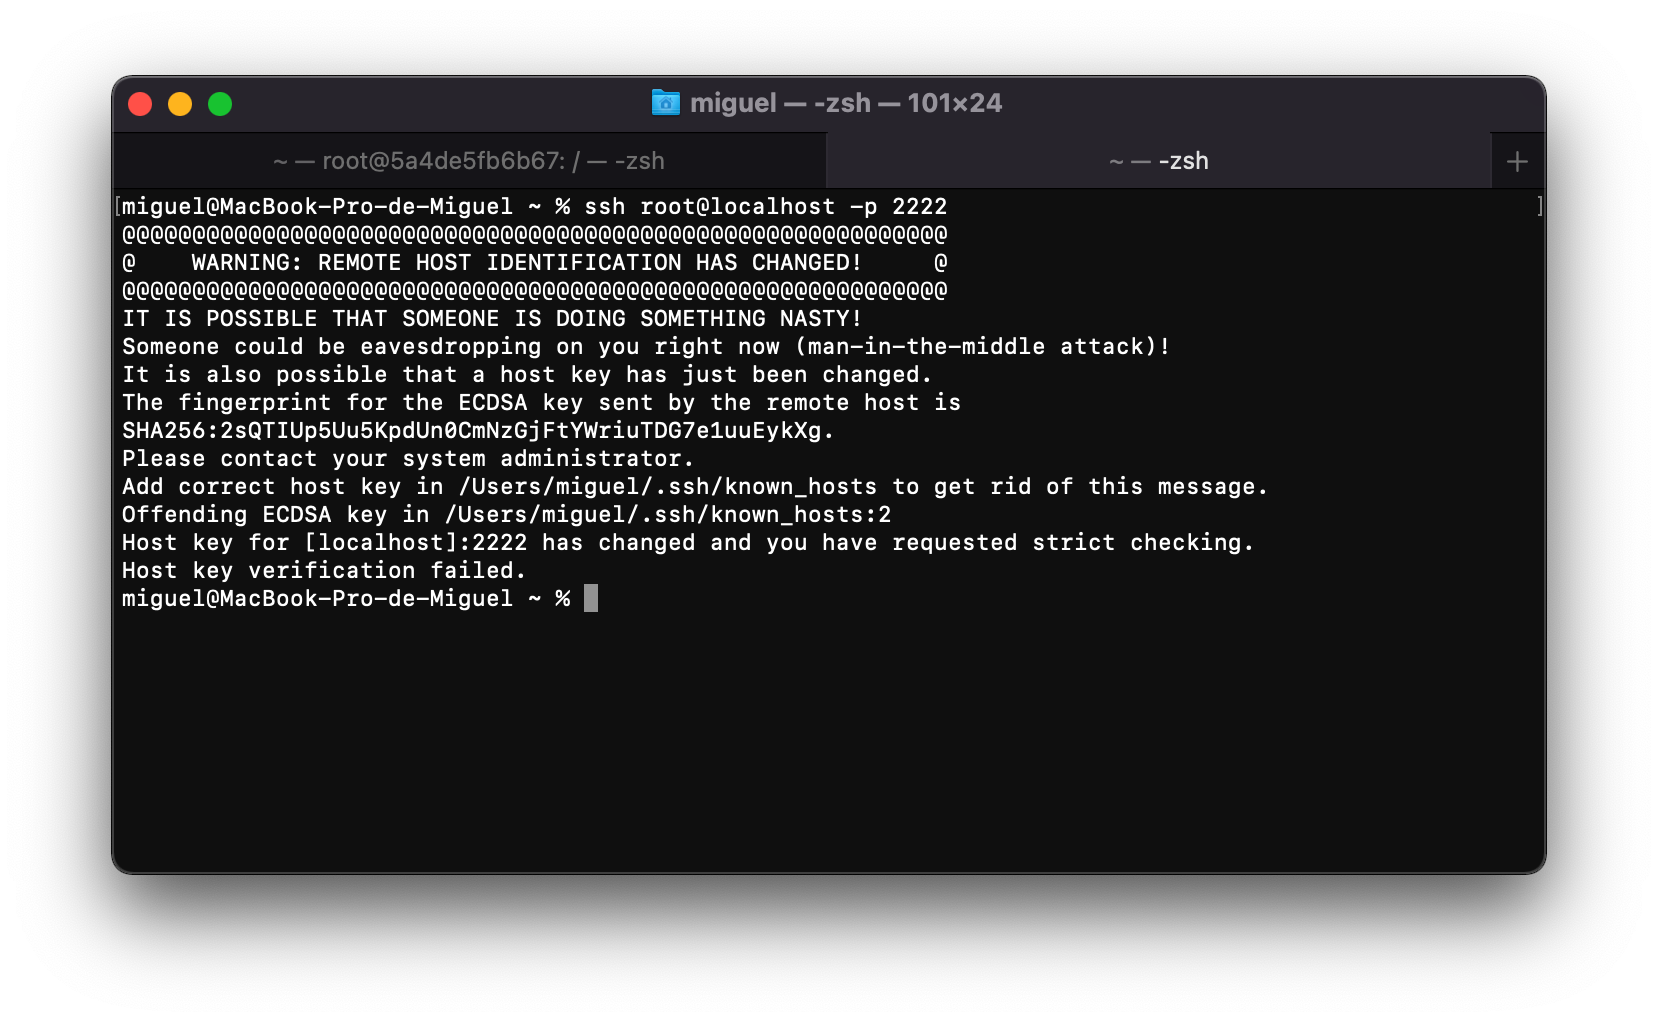 miguel — -zsh — 101×24
~ — root@5a4de5fb6b67: / — -zsh
~ — -zsh
+
[miguel@MacBook-Pro-de-Miguel ~ % ssh root@localhost -p 2222 ]
@@@@@@@@@@@@@@@@@@@@@@@@@@@@@@@@@@@@@@@@@@@@@@@@@@@@@@@@@@@
@    WARNING: REMOTE HOST IDENTIFICATION HAS CHANGED!     @
@@@@@@@@@@@@@@@@@@@@@@@@@@@@@@@@@@@@@@@@@@@@@@@@@@@@@@@@@@@
IT IS POSSIBLE THAT SOMEONE IS DOING SOMETHING NASTY!
Someone could be eavesdropping on you right now (man-in-the-middle attack)!
It is also possible that a host key has just been changed.
The fingerprint for the ECDSA key sent by the remote host is
SHA256:2sQTIUp5Uu5KpdUn0CmNzGjFtYWriuTDG7e1uuEykXg.
Please contact your system administrator.
Add correct host key in /Users/miguel/.ssh/known_hosts to get rid of this message.
Offending ECDSA key in /Users/miguel/.ssh/known_hosts:2
Host key for [localhost]:2222 has changed and you have requested strict checking.
Host key verification failed.
miguel@MacBook-Pro-de-Miguel ~ %